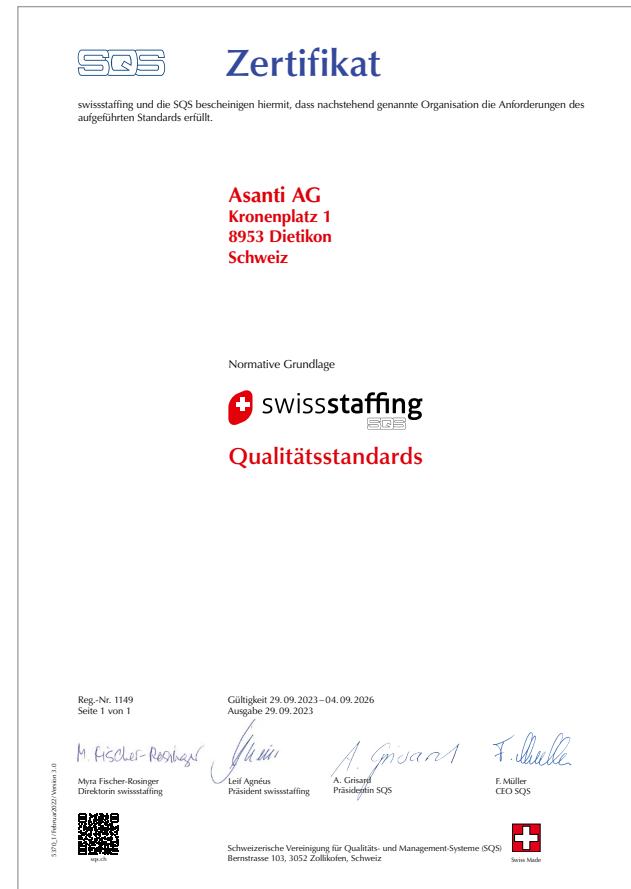 SQS
Zertifikat
swissstaffing und die SQS bescheinigen hiermit, dass nachstehend genannte Organisation die Anforderungen des
aufgeführten Standards erfüllt.
Asanti AG
Kronenplatz 1
8953 Dietikon
Schweiz
Normative Grundlage
swissstaffing
SQS
Qualitätsstandards
Reg.-Nr. 1149
Seite 1 von 1
Gültigkeit 29.09.2023–04.09.2026
Ausgabe 29.09.2023
M. Fischer-Rosinger
A. Grisard
F. Müller
Myra Fischer-Rosinger
Direktorin swissstaffing
Leif Agnéus
Präsident swissstaffing
A. Grisard
Präsidentin SQS
F. Müller
CEO SQS
5370_1/Februar2022/Version 3.0
sqs.ch
Schweizerische Vereinigung für Qualitäts- und Management-Systeme (SQS)
Bernstrasse 103, 3052 Zollikofen, Schweiz
Swiss Made